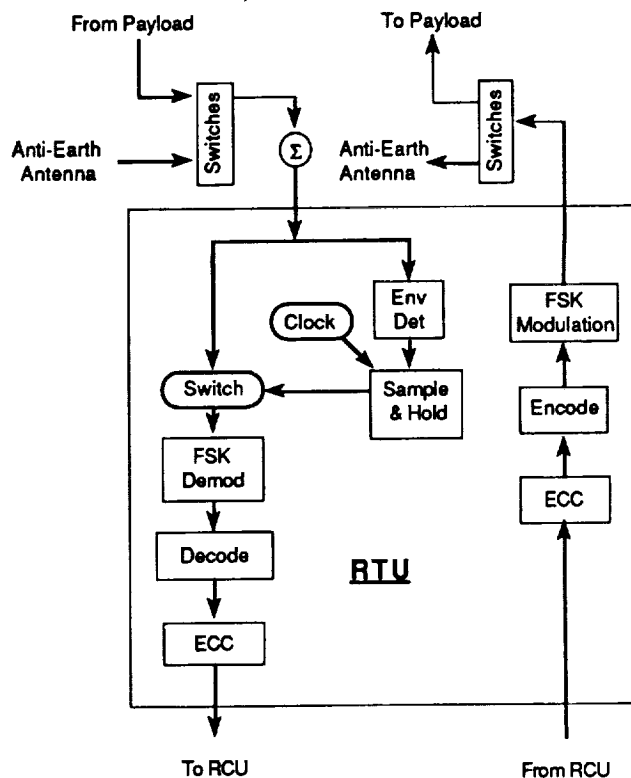 From Payload
To Payload
Switches
Switches
Anti-Earth
Antenna
Σ
Anti-Earth
Antenna
Env
Det
FSK
Modulation
Clock
Switch
Sample
& Hold
Encode
FSK
Demod
ECC
Decode
RTU
ECC
To RCU
From RCU